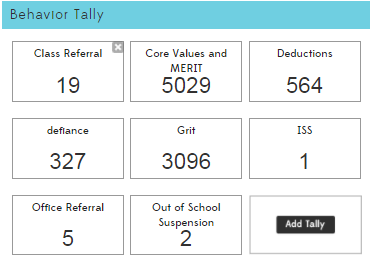 Behavior Tally
Class Referral
19
Core Values and
MERIT
5029
Deductions
564
defiance
327
Grit
3096
ISS
1
Office Referral
5
Out of School
Suspension
2
Add Tally